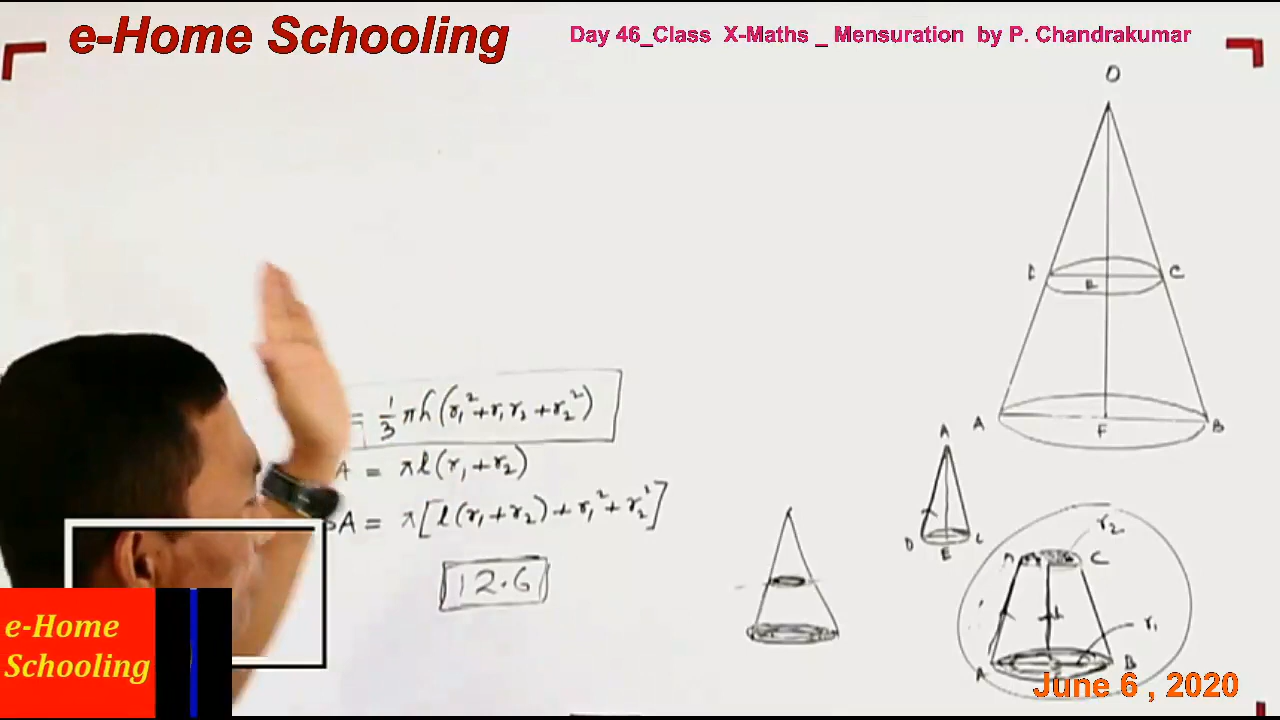 e-Home Schooling
Day 46_Class X-Maths _ Mensuration by P. Chandrakumar
O
C
E
A F B
= 1/3 πh(r₁²+r₁r₂+r₂²)
A = πl(r₁+r₂)
SA = π[l(r₁+r₂)+r₁²+r₂²]
12.6
A
D E C
r₂
D C
r₁
A B
e-Home
Schooling
June 6 , 2020